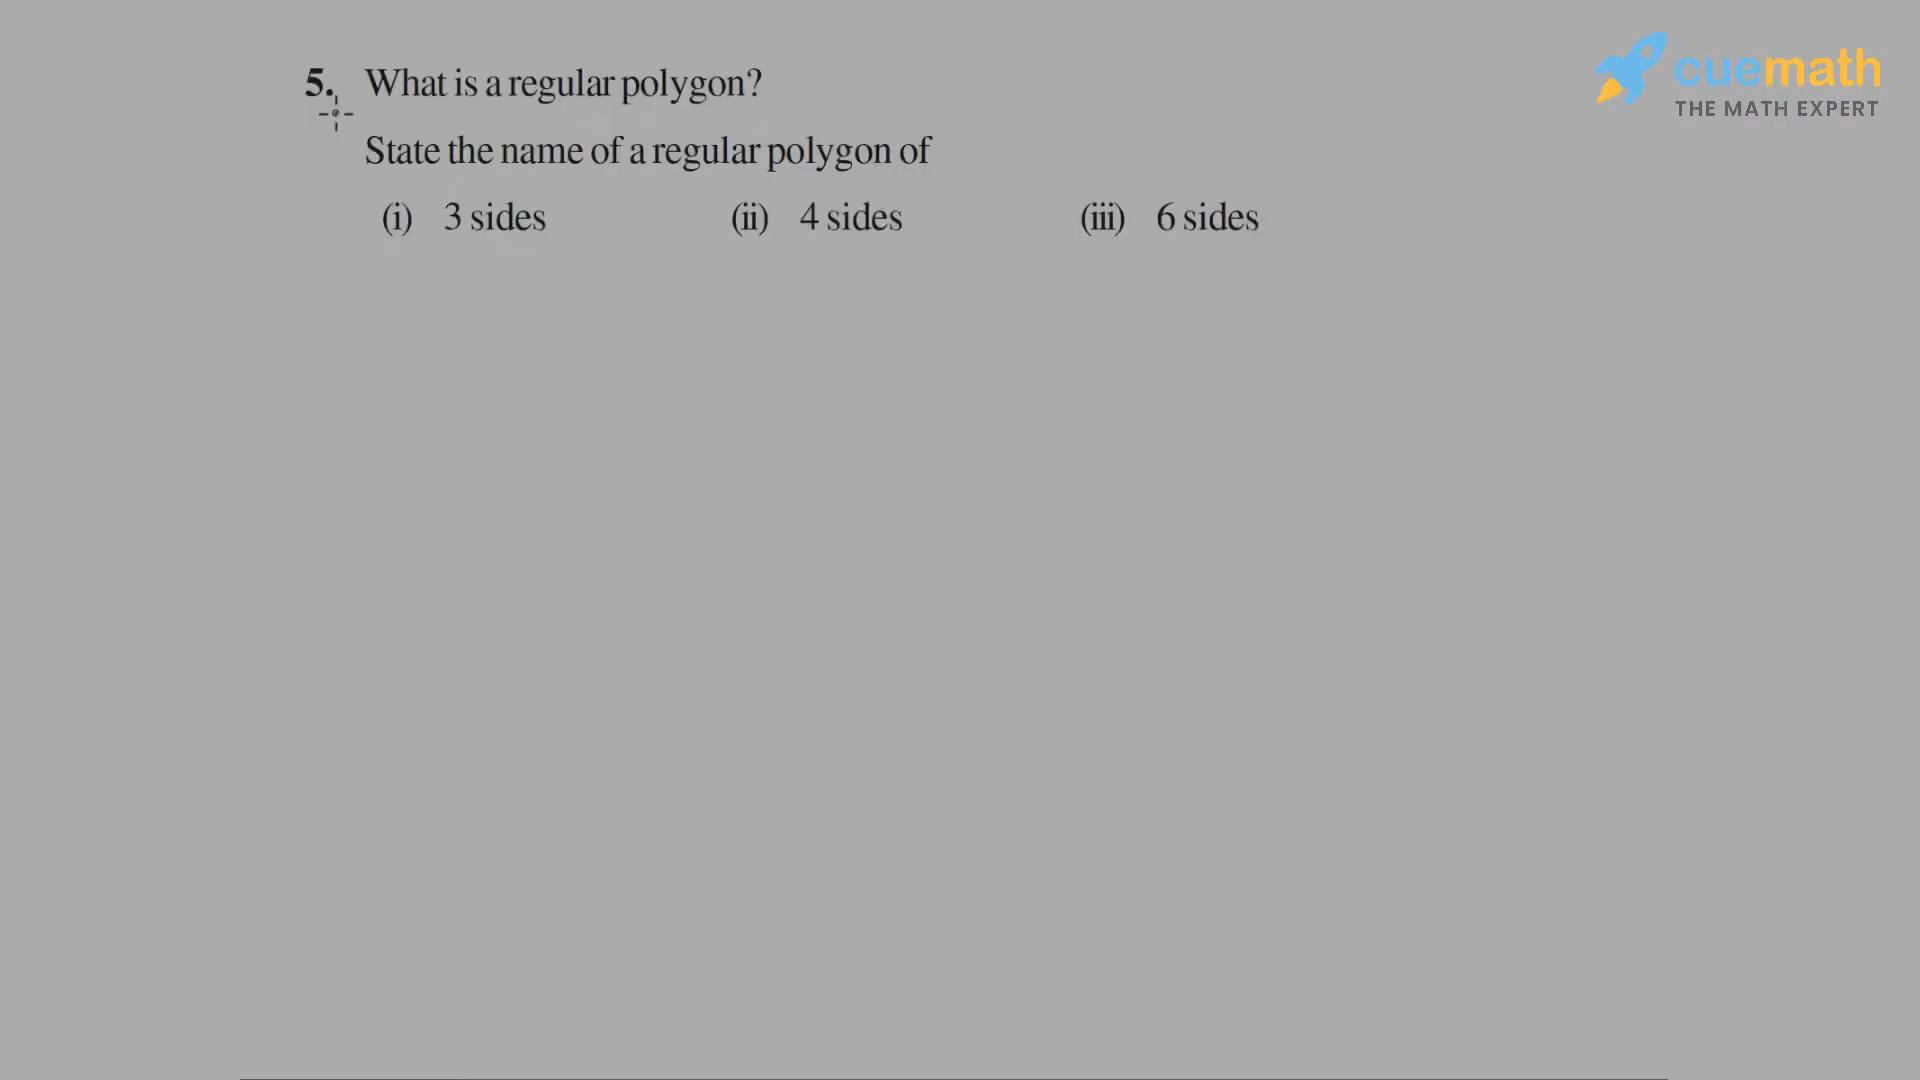 cuemath
THE MATH EXPERT
5. What is a regular polygon?
State the name of a regular polygon of
(i) 3 sides (ii) 4 sides (iii) 6 sides